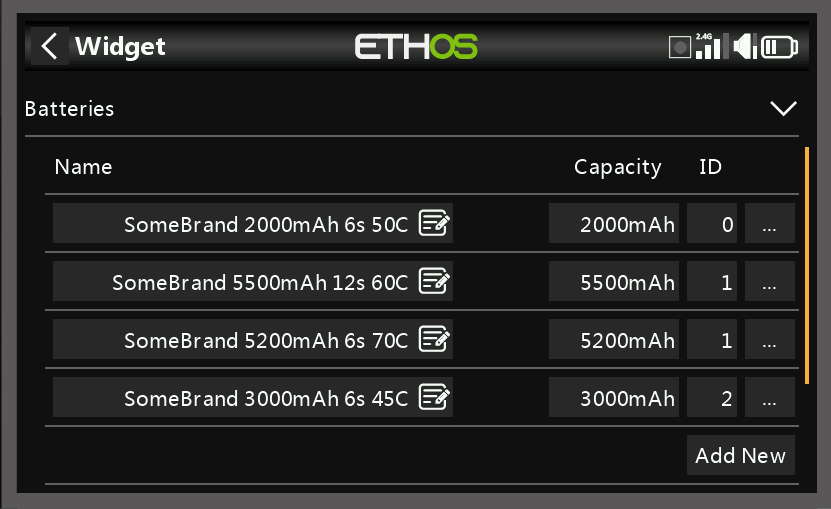 Widget
ETHOS
2.4G
Batteries
Name Capacity ID
SomeBrand 2000mAh 6s 50C 2000mAh 0 ...
SomeBrand 5500mAh 12s 60C 5500mAh 1 ...
SomeBrand 5200mAh 6s 70C 5200mAh 1 ...
SomeBrand 3000mAh 6s 45C 3000mAh 2 ...
Add New